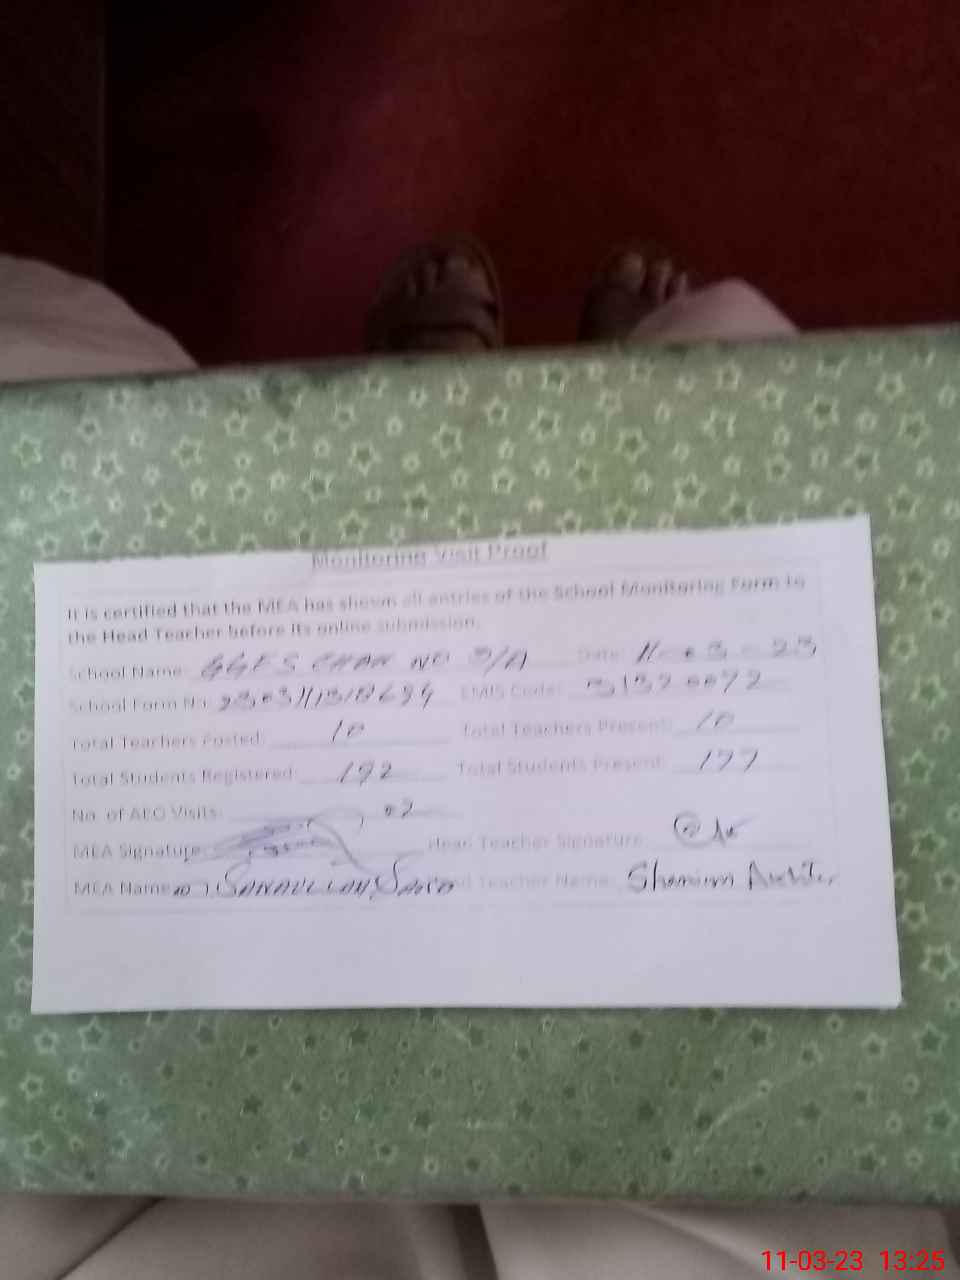 Monitoring Visit Proof
It is certified that the MEA has shown all entries of the School Monitoring Form to
the Head Teacher before its online submission.
School Name: GGES CHAK NO 3/A Date: 11-03-23
School Form No: EMIS Code: 31320072
Total Teachers Posted: 10 Total Teachers Present: 10
Total Students Registered: 192 Total Students Present: 177
No. of AEO Visits: 02
MEA Signature: Head Teacher Signature:
MEA Name: SANAULLAH Head Teacher Name: Shamim Akhter
11-03-23 13:25